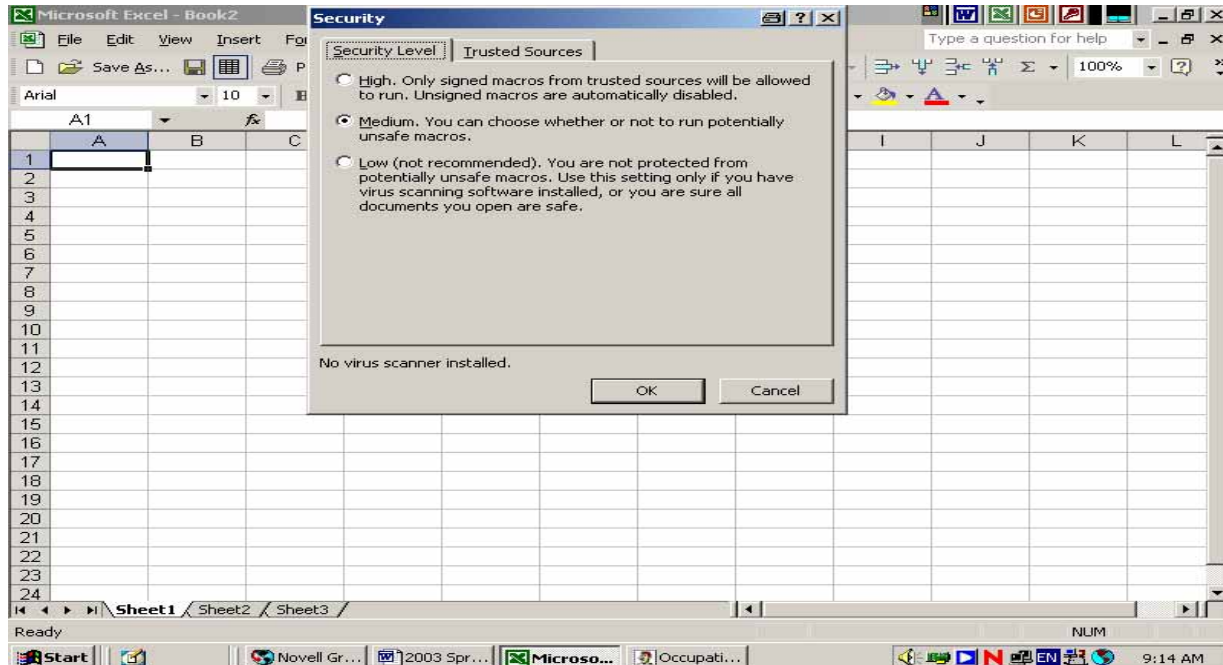 Microsoft Excel - Book2
Security
File Edit View Insert Fo
Type a question for help
Save As...
P
100%
Arial
10
B
A1
fx
A B C I J K L
Security Level
Trusted Sources
High. Only signed macros from trusted sources will be allowed
to run. Unsigned macros are automatically disabled.
Medium. You can choose whether or not to run potentially
unsafe macros.
Low (not recommended). You are not protected from
potentially unsafe macros. Use this setting only if you have
virus scanning software installed, or you are sure all
documents you open are safe.
No virus scanner installed.
OK
Cancel
1
2
3
4
5
6
7
8
9
10
11
12
13
14
15
16
17
18
19
20
21
22
23
24
Sheet1 Sheet2 Sheet3
Ready
NUM
Start
Novell Gr...
2003 Spr...
Microso...
Occupati...
EN
9:14 AM